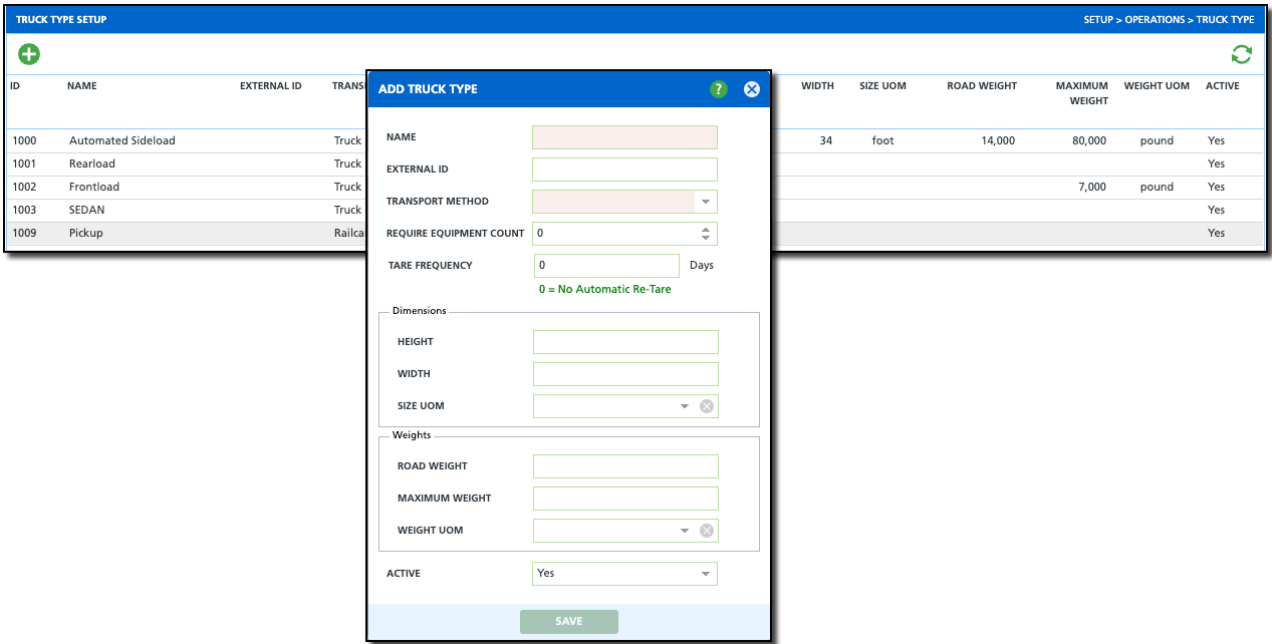 TRUCK TYPE SETUP SETUP > OPERATIONS > TRUCK TYPE
ID NAME EXTERNAL ID WIDTH SIZE UOM ROAD WEIGHT MAXIMUM WEIGHT WEIGHT UOM ACTIVE
1000 Automated Sideload Truck 34 foot 14,000 80,000 pound Yes
1001 Rearload Truck Yes
1002 Frontload Truck 7,000 pound Yes
1003 SEDAN Truck Yes
1009 Pickup Railca Yes
ADD TRUCK TYPE ?
NAME
EXTERNAL ID
TRANSPORT METHOD
REQUIRE EQUIPMENT COUNT 0
TARE FREQUENCY 0 Days
0 = No Automatic Re-Tare
Dimensions
HEIGHT
WIDTH
SIZE UOM
Weights
ROAD WEIGHT
MAXIMUM WEIGHT
WEIGHT UOM
ACTIVE Yes
SAVE